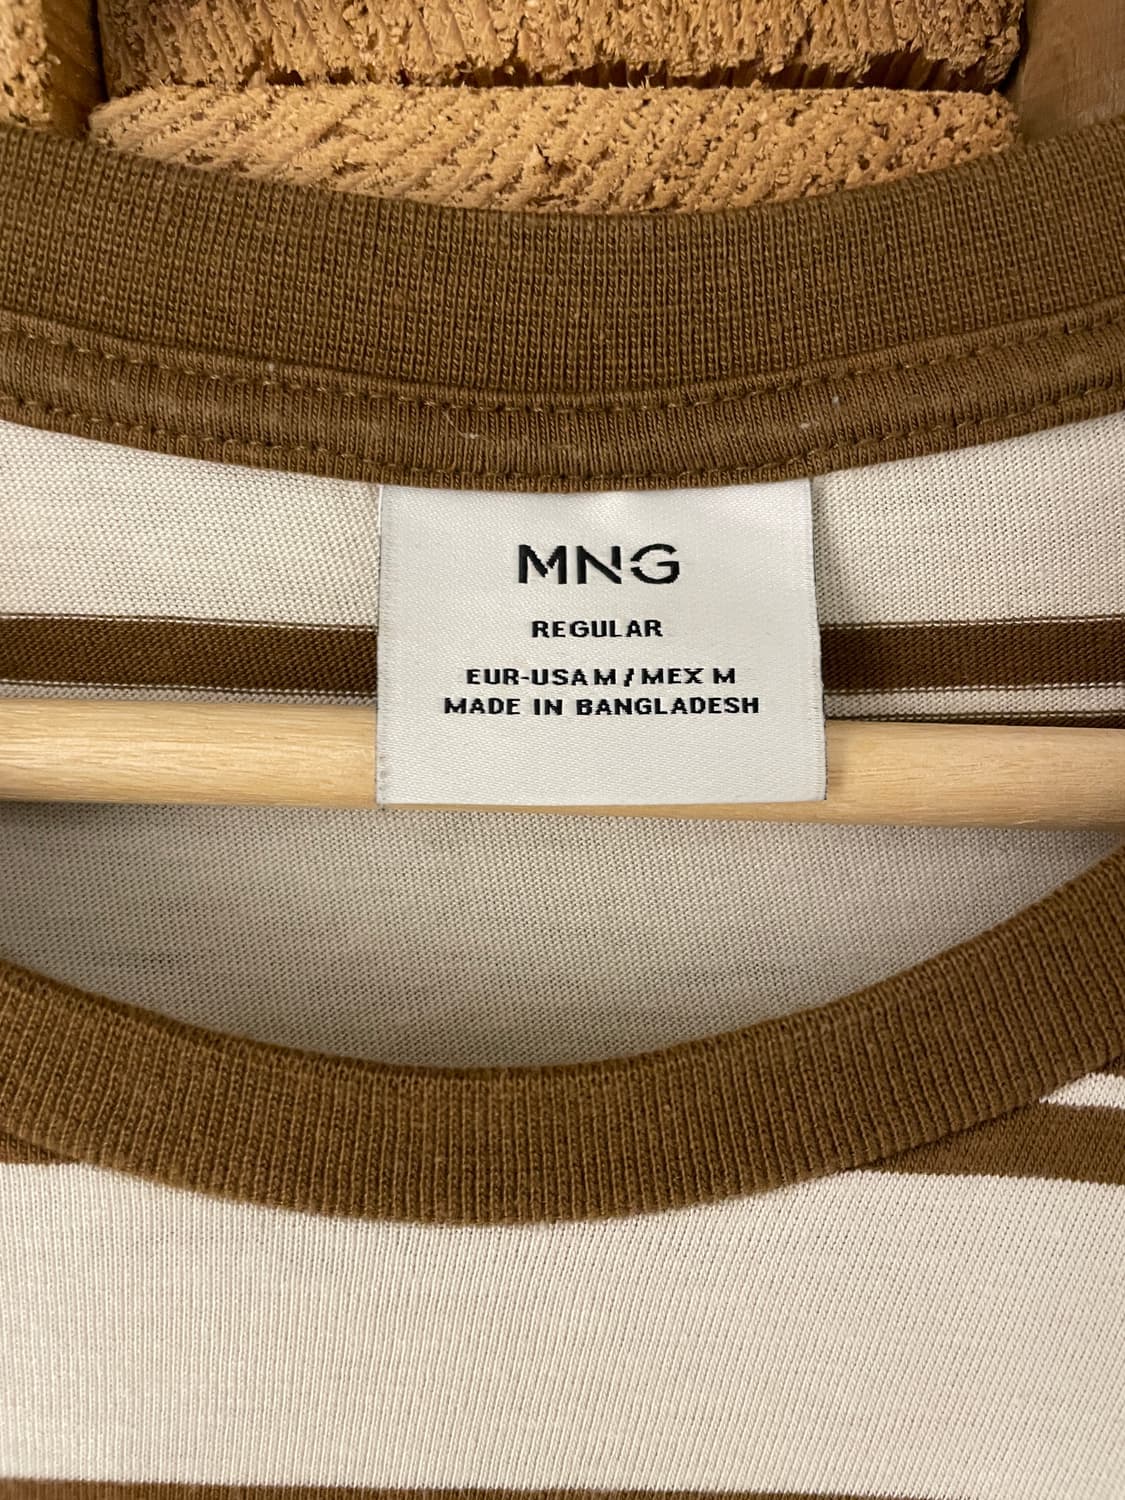 MNG
REGULAR
EUR-USA M / MEX M
MADE IN BANGLADESH